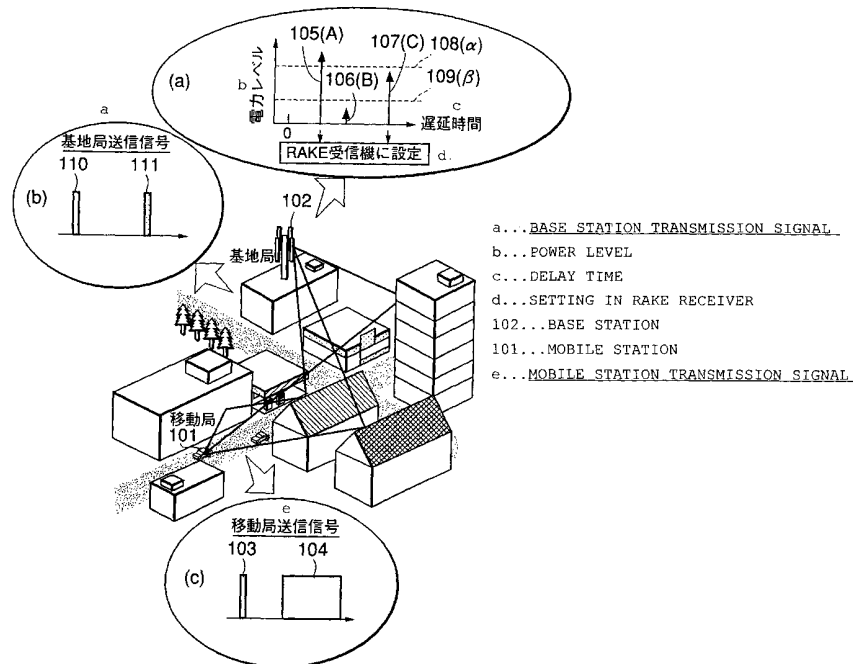 105(A)
107(C)
108(α)
(a)
b
電力レベル
106(B)
109(β)
c
0
遅延時間
RAKE受信機に設定
d.
a
基地局送信信号
110
111
(b)
102
基地局
a...BASE STATION TRANSMISSION SIGNAL
b...POWER LEVEL
c...DELAY TIME
d...SETTING IN RAKE RECEIVER
102...BASE STATION
101...MOBILE STATION
e...MOBILE STATION TRANSMISSION SIGNAL
移動局
101
e
移動局送信信号
103
104
(c)